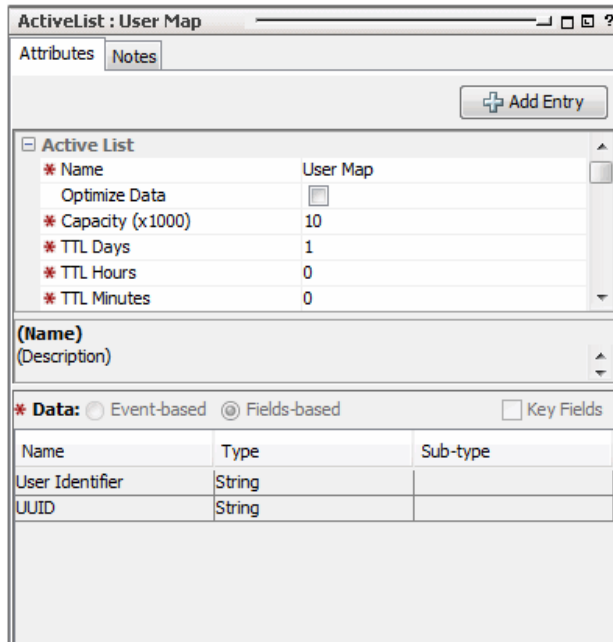 ActiveList : User Map
Attributes Notes
Add Entry
Active List
* Name User Map
Optimize Data
* Capacity (x1000) 10
* TTL Days 1
* TTL Hours 0
* TTL Minutes 0
(Name)
(Description)
* Data: Event-based Fields-based Key Fields
Name Type Sub-type
User Identifier String
UUID String